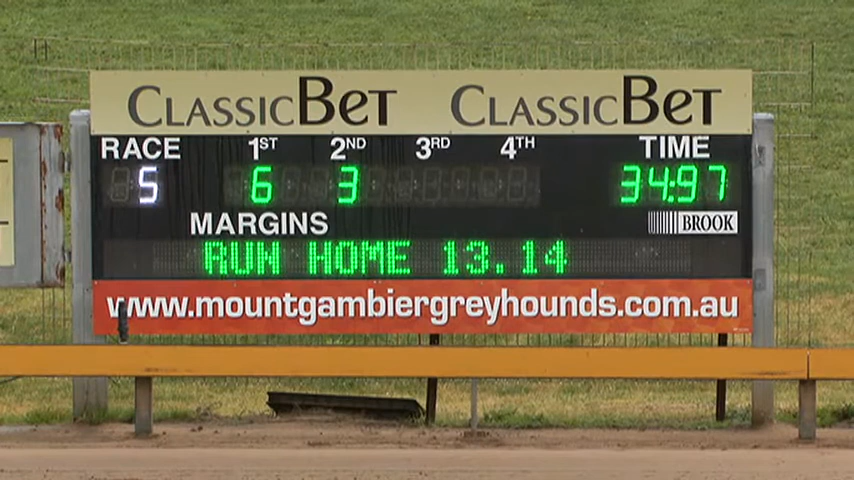 CLASSICBET CLASSICBET
RACE 1ST 2ND 3RD 4TH TIME
5 6 3 34.97
MARGINS BROOK
RUN HOME 13.14
www.mountgambiergreyhounds.com.au